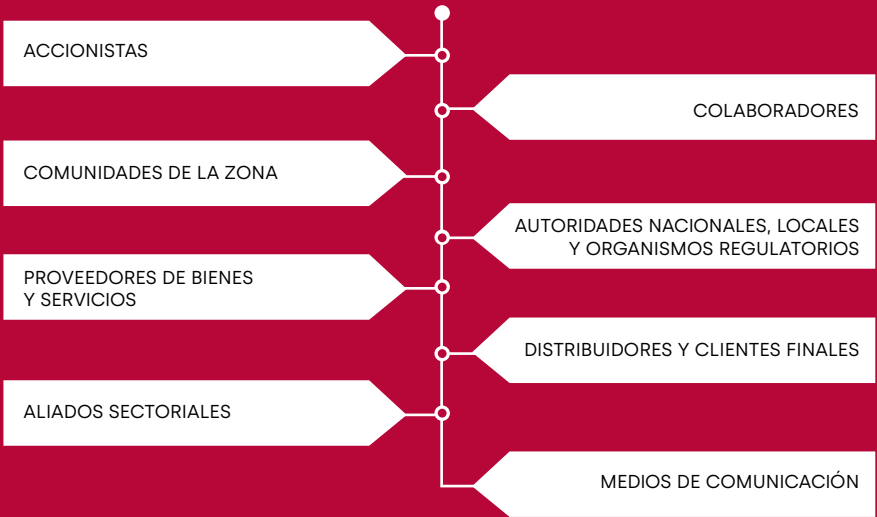 ACCIONISTAS
COLABORADORES
COMUNIDADES DE LA ZONA
AUTORIDADES NACIONALES, LOCALES
Y ORGANISMOS REGULATORIOS
PROVEEDORES DE BIENES
Y SERVICIOS
DISTRIBUIDORES Y CLIENTES FINALES
ALIADOS SECTORIALES
MEDIOS DE COMUNICACIÓN